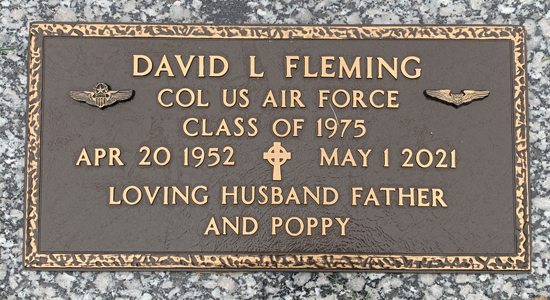 DAVID L FLEMING
COL US AIR FORCE
CLASS OF 1975
APR 20 1952 MAY 1 2021
LOVING HUSBAND FATHER
AND POPPY